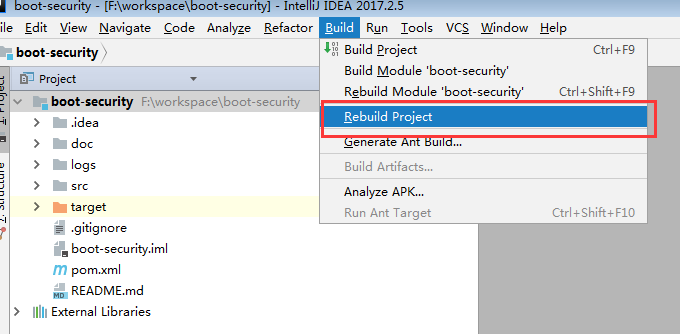 boot-security - [F:\workspace\boot-security] - IntelliJ IDEA 2017.2.5
File Edit View Navigate Code Analyze Refactor Build Run Tools VCS Window Help
boot-security
Project
boot-security F:\workspace\boot-security
.idea
doc
logs
src
target
.gitignore
boot-security.iml
pom.xml
README.md
External Libraries
Build Project Ctrl+F9
Build Module 'boot-security'
Rebuild Module 'boot-security' Ctrl+Shift+F9
Rebuild Project
Generate Ant Build...
Build Artifacts...
Analyze APK...
Run Ant Target Ctrl+Shift+F10
Project
Z: Structure